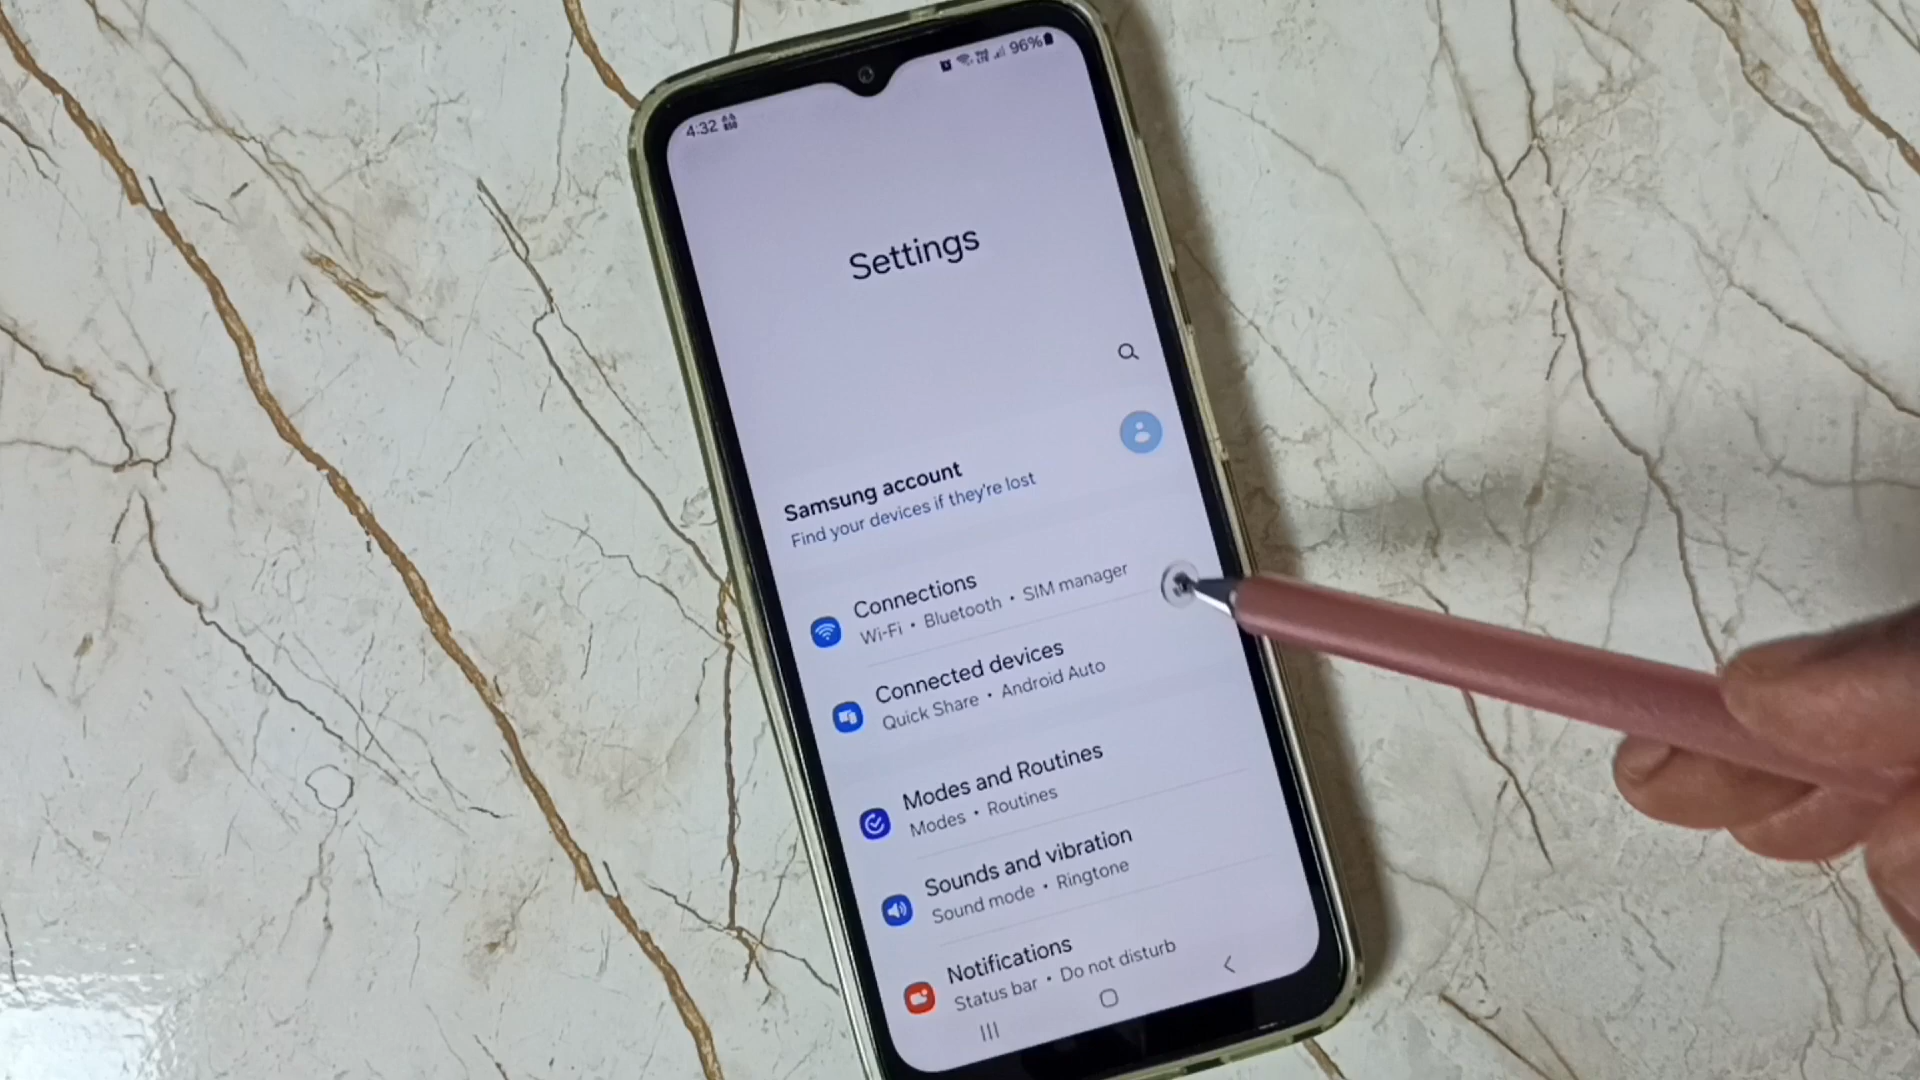 4:32
96%
Settings
Samsung account
Find your devices if they're lost
Connections
Wi-Fi • Bluetooth • SIM manager
Connected devices
Quick Share • Android Auto
Modes and Routines
Modes • Routines
Sounds and vibration
Sound mode • Ringtone
Notifications
Status bar • Do not disturb